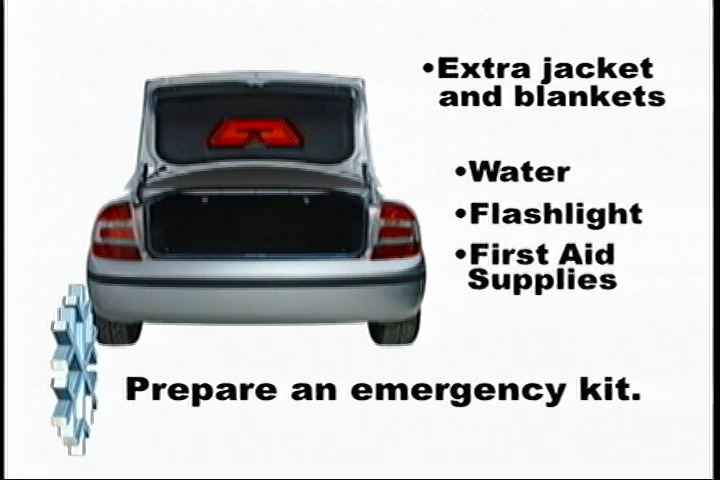 •Extra jacket
and blankets
•Water
•Flashlight
•First Aid
Supplies
Prepare an emergency kit.